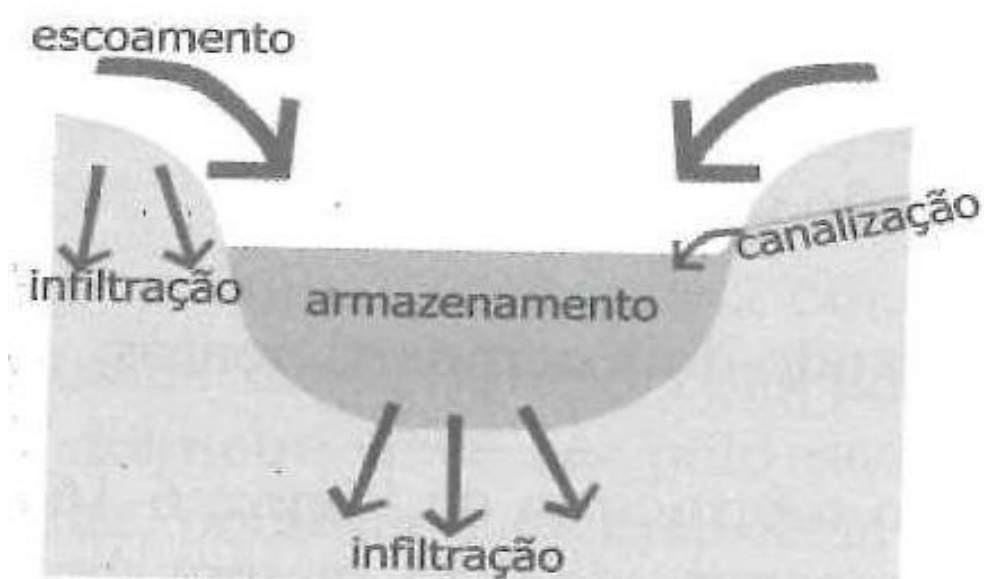 escoamento
canalização
infiltração
armazenamento
infiltração